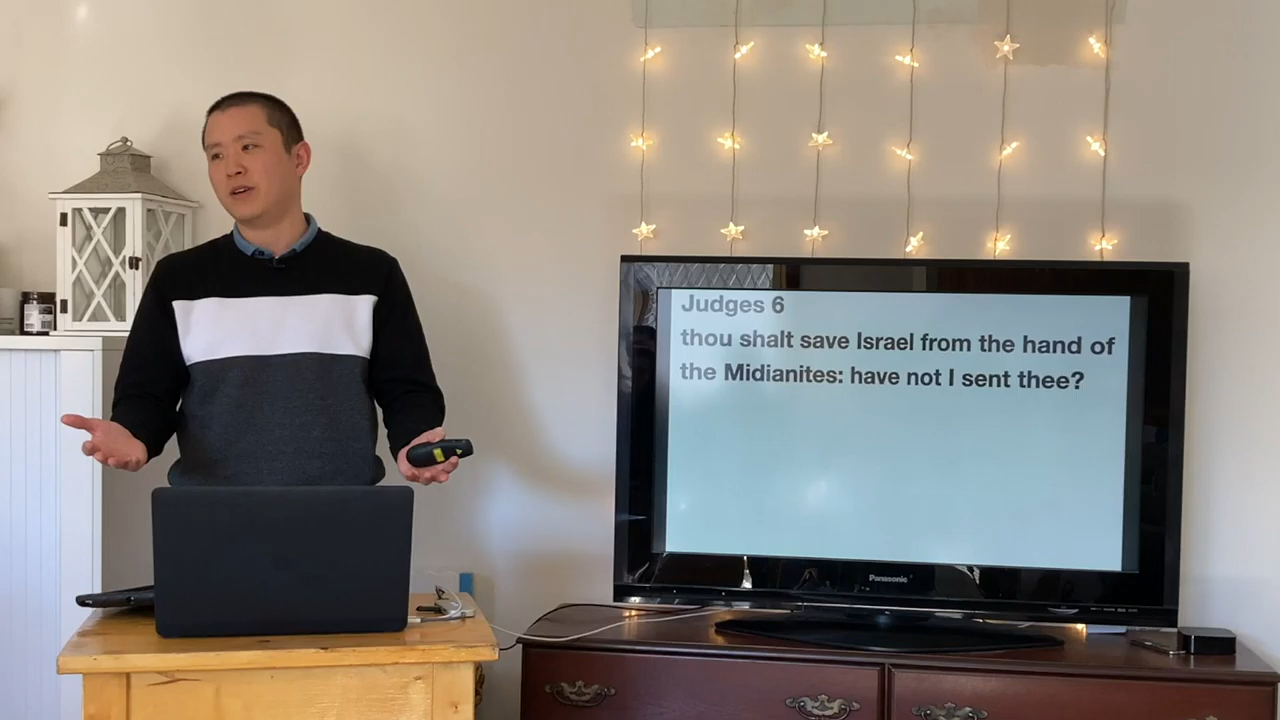 Judges 6
thou shalt save Israel from the hand of
the Midianites: have not I sent thee?
Panasonic